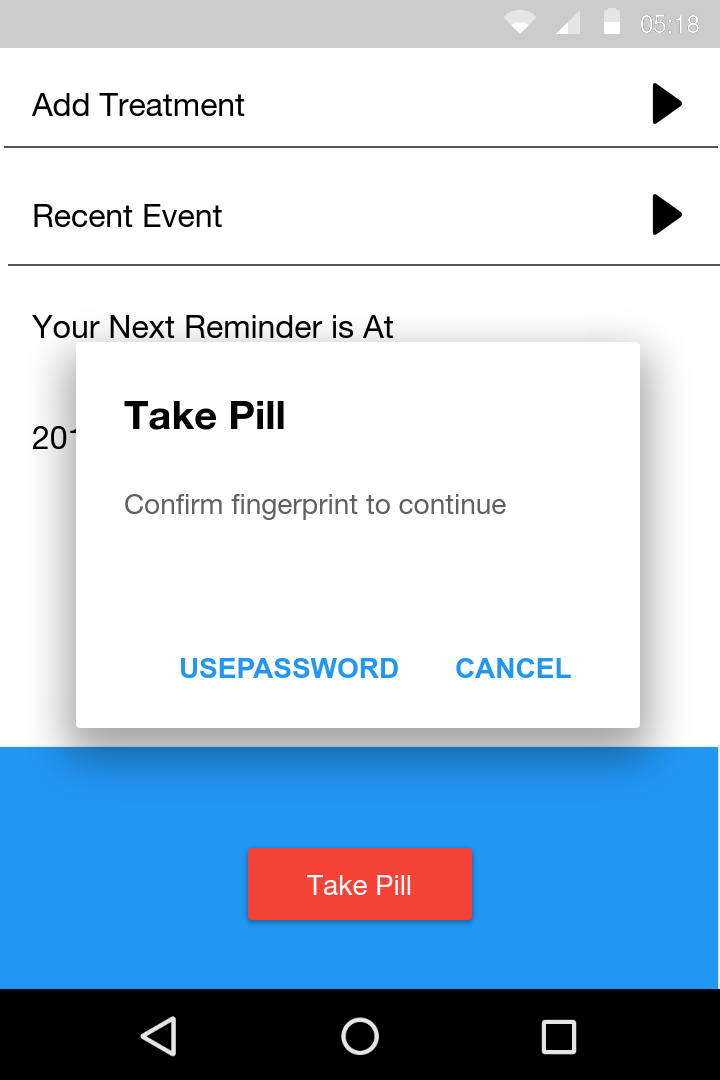 05:18
Add Treatment
Recent Event
Your Next Reminder is At
Take Pill
Confirm fingerprint to continue
USEPASSWORD CANCEL
Take Pill